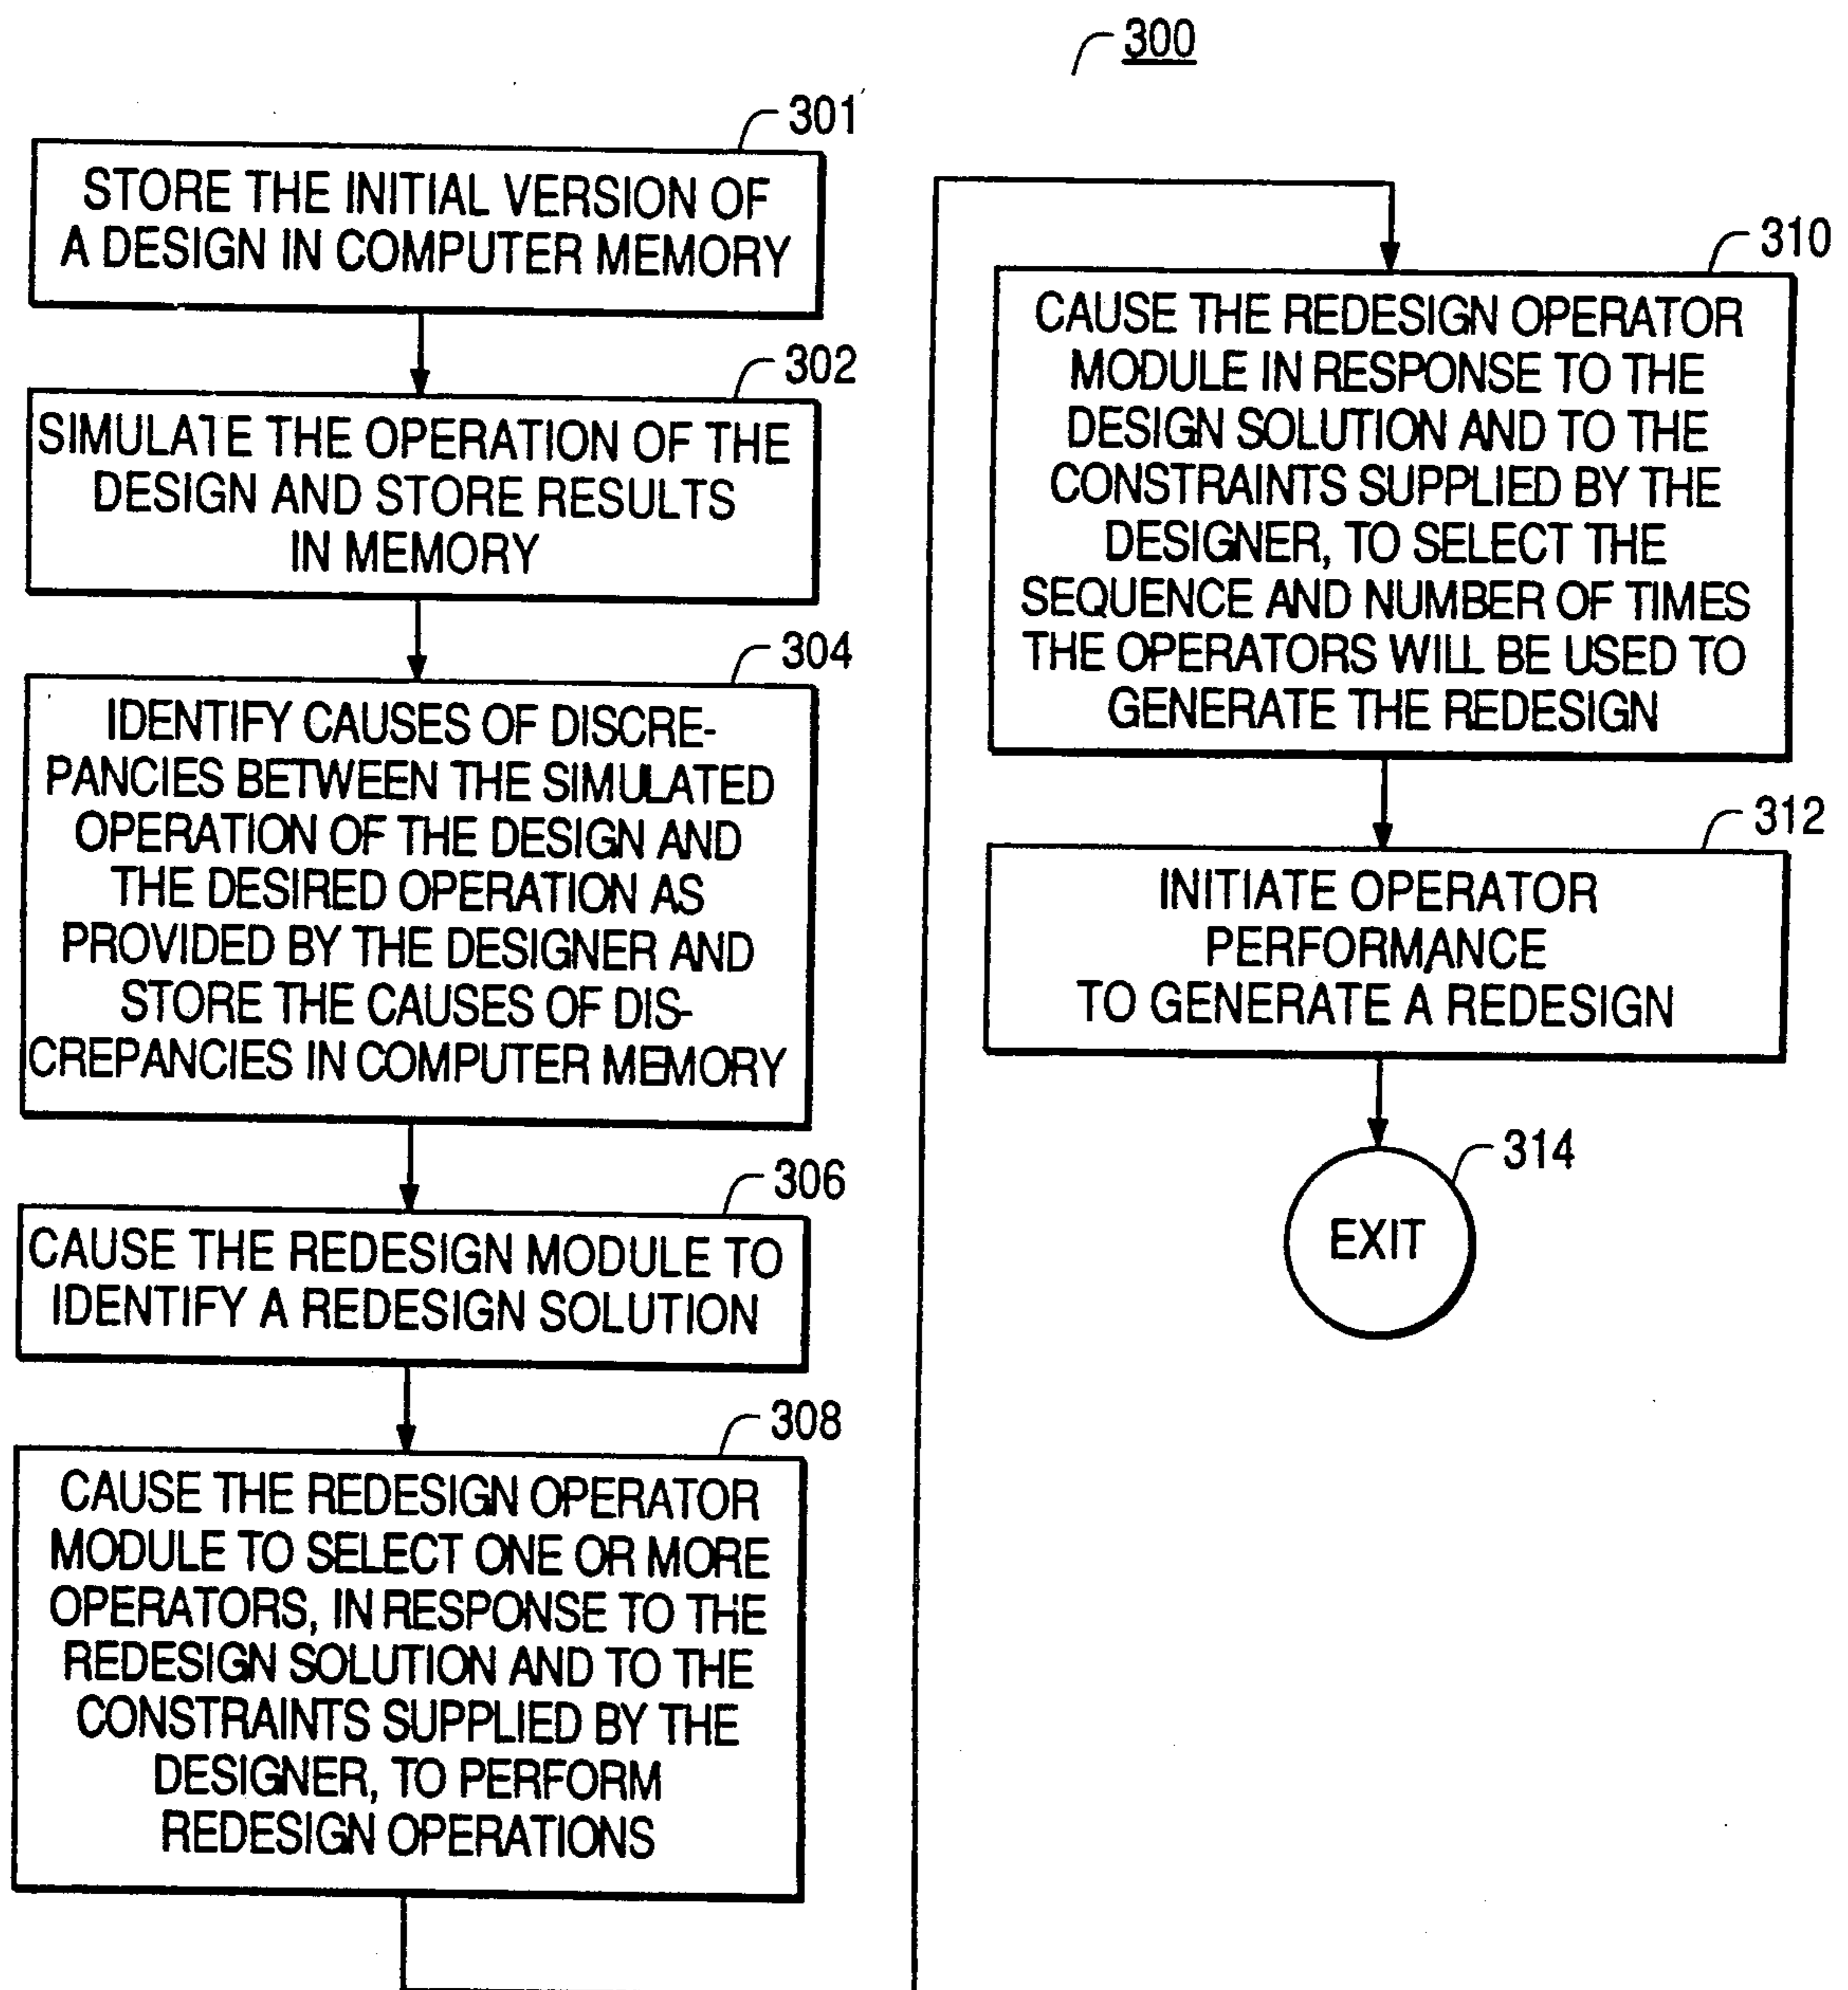 300
301
STORE THE INITIAL VERSION OF
A DESIGN IN COMPUTER MEMORY
302
SIMULATE THE OPERATION OF THE
DESIGN AND STORE RESULTS
IN MEMORY
304
IDENTIFY CAUSES OF DISCRE-
PANCIES BETWEEN THE SIMULATED
OPERATION OF THE DESIGN AND
THE DESIRED OPERATION AS
PROVIDED BY THE DESIGNER AND
STORE THE CAUSES OF DIS-
CREPANCIES IN COMPUTER MEMORY
306
CAUSE THE REDESIGN MODULE TO
IDENTIFY A REDESIGN SOLUTION
308
CAUSE THE REDESIGN OPERATOR
MODULE TO SELECT ONE OR MORE
OPERATORS, IN RESPONSE TO THE
REDESIGN SOLUTION AND TO THE
CONSTRAINTS SUPPLIED BY THE
DESIGNER, TO PERFORM
REDESIGN OPERATIONS
310
CAUSE THE REDESIGN OPERATOR
MODULE IN RESPONSE TO THE
DESIGN SOLUTION AND TO THE
CONSTRAINTS SUPPLIED BY THE
DESIGNER, TO SELECT THE
SEQUENCE AND NUMBER OF TIMES
THE OPERATORS WILL BE USED TO
GENERATE THE REDESIGN
312
INITIATE OPERATOR
PERFORMANCE
TO GENERATE A REDESIGN
314
EXIT